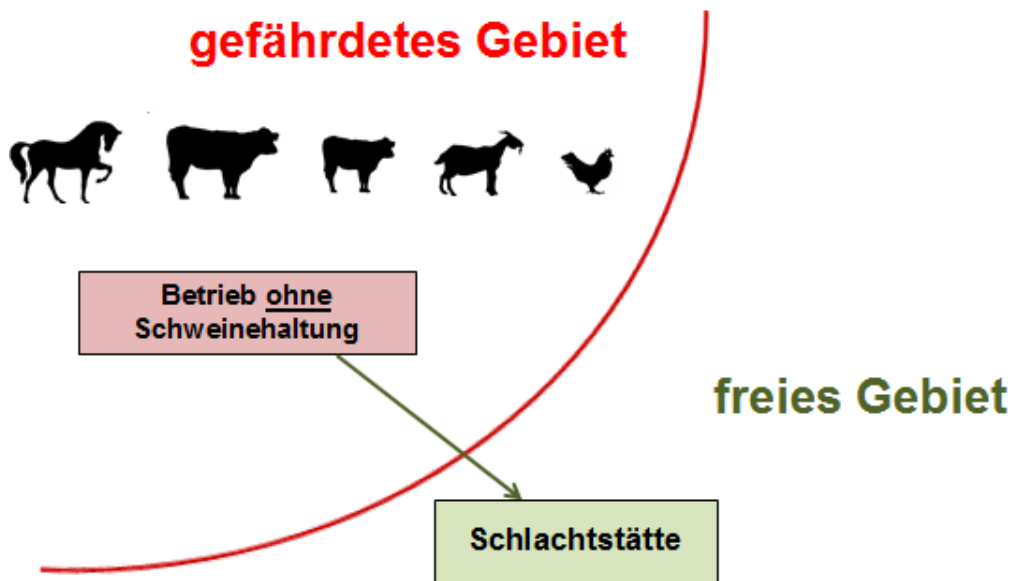 gefährdetes Gebiet
Betrieb ohne
Schweinehaltung
freies Gebiet
Schlachtstätte